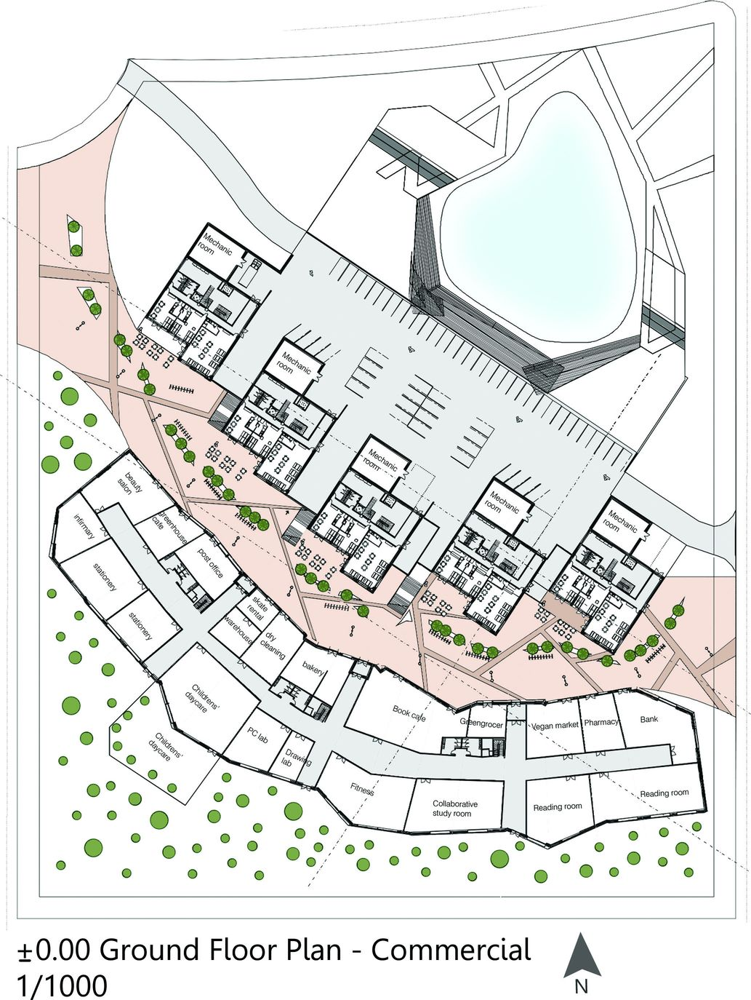 Mechanic
room
Mechanic
room
Mechanic
room
Mechanic
room
Mechanic
room
beauty
salon
infirmary
greenhouse
cafe
post office
stationery
stationery
skate
rental
warehouse
dry
cleaning
bakery
Childrens'
daycare
Childrens'
daycare
PC lab
Drawing
lab
Book cafe
Greengrocer
Vegan market
Pharmacy
Bank
Fitness
Collaborative
study room
Reading room
Reading room
±0.00 Ground Floor Plan - Commercial
1/1000
N